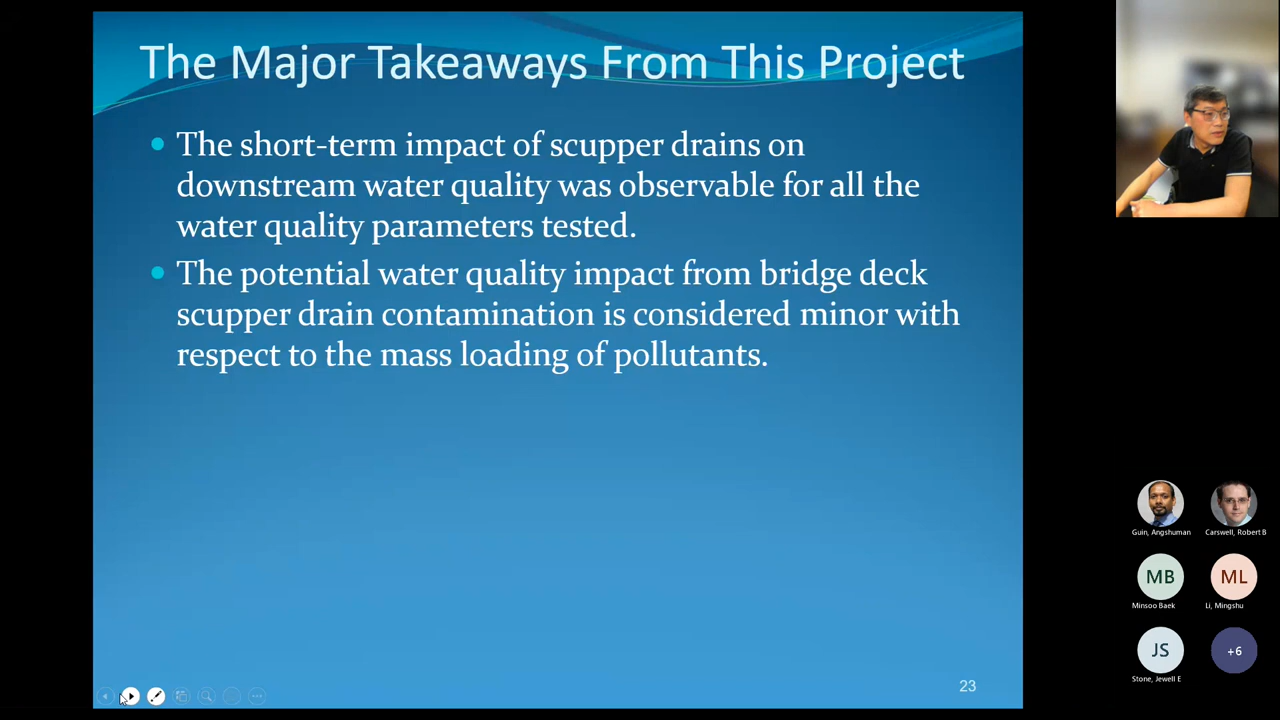 The Major Takeaways From This Project
The short-term impact of scupper drains on
downstream water quality was observable for all the
water quality parameters tested.
The potential water quality impact from bridge deck
scupper drain contamination is considered minor with
respect to the mass loading of pollutants.
23
Guin, Angshuman
Carswell, Robert B
MB
ML
Minsoo Baek
Li, Mingshu
JS
+6
Stone, Jewell E